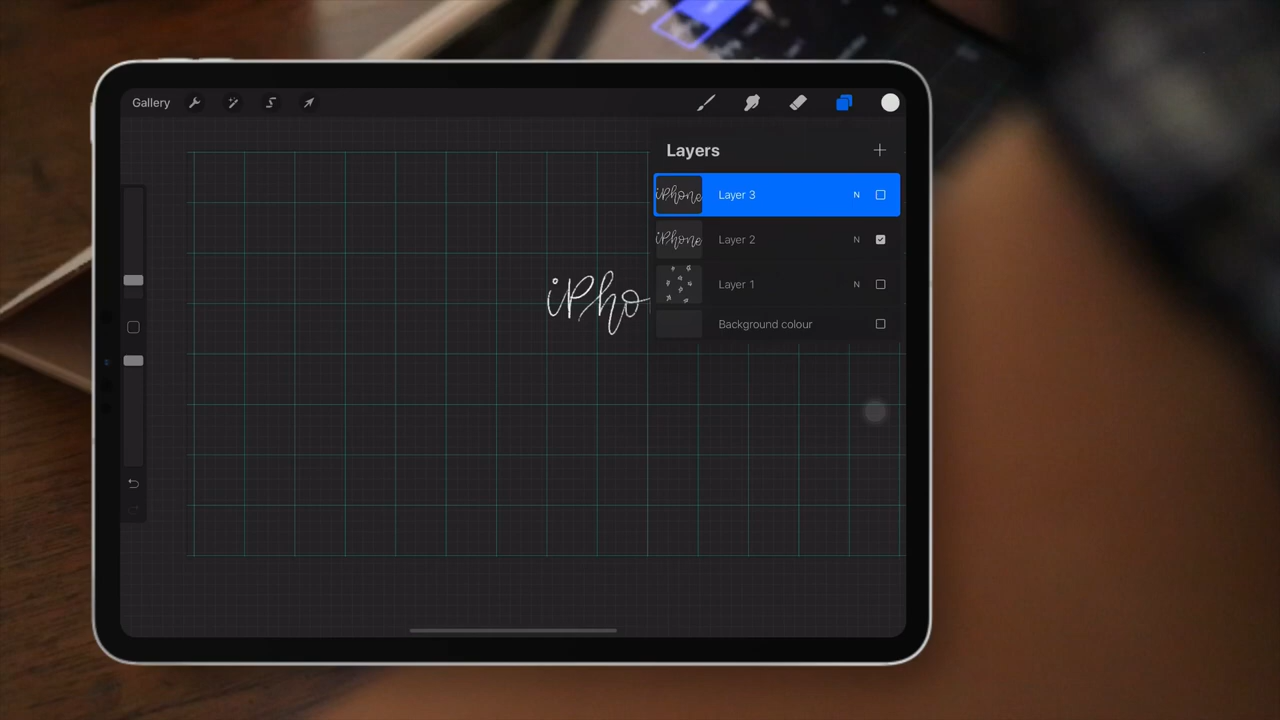 Gallery
Layers
iPhone Layer 3 N
iPhone Layer 2 N
Layer 1 N
Background colour
iPho